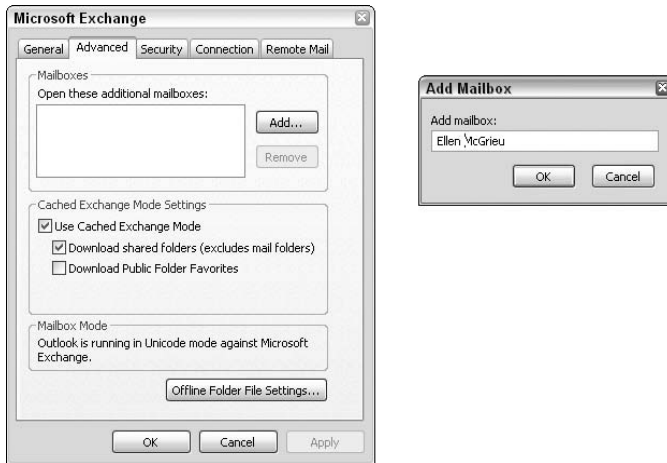 Microsoft Exchange
General Advanced Security Connection Remote Mail
Mailboxes
Open these additional mailboxes:
Add...
Remove
Cached Exchange Mode Settings
Use Cached Exchange Mode
Download shared folders (excludes mail folders)
Download Public Folder Favorites
Mailbox Mode
Outlook is running in Unicode mode against Microsoft
Exchange.
Offline Folder File Settings...
OK Cancel Apply
Add Mailbox
Add mailbox:
Ellen McGrieu
OK Cancel